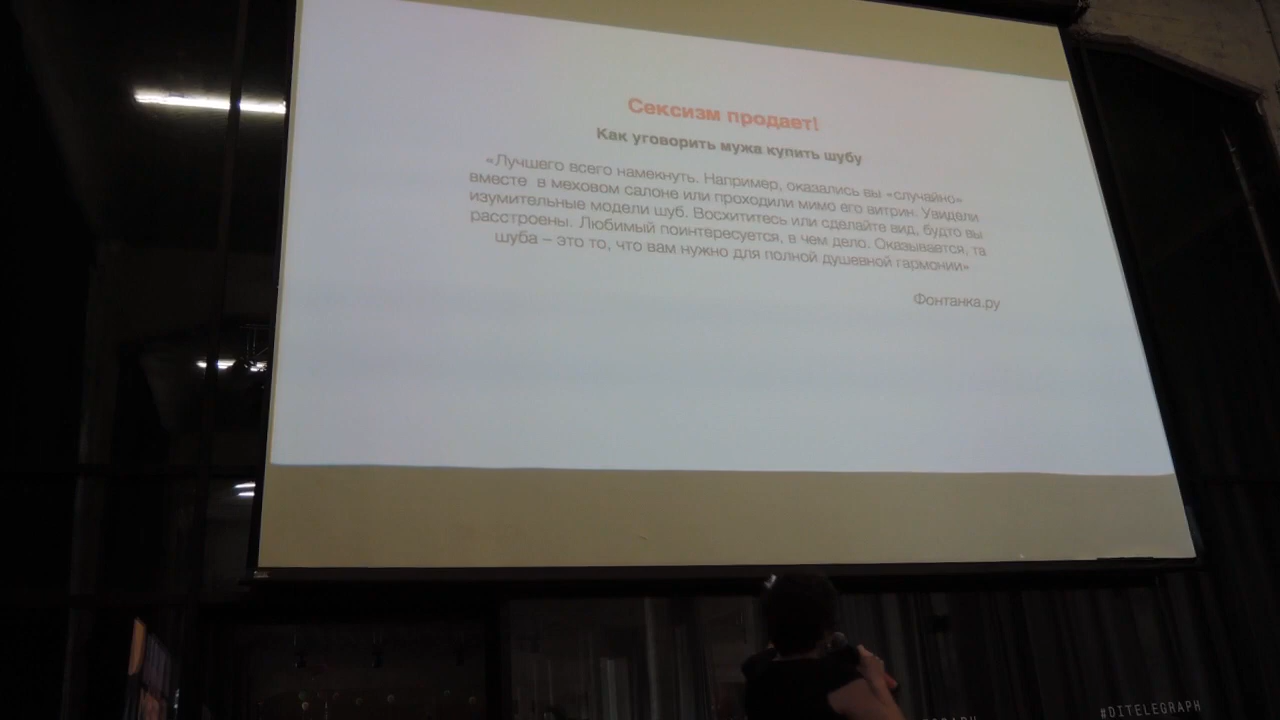 Сексизм продает!
Как уговорить мужа купить шубу
«Лучшего всего намекнуть. Например, оказались вы «случайно»
вместе в меховом салоне или проходили мимо его витрин. Увидели
изумительные модели шуб. Восхититесь или сделайте вид, будто вы
расстроены. Любимый поинтересуется, в чем дело. Оказывается, та
шуба – это то, что вам нужно для полной душевной гармонии»
Фонтанка.ру
#DITELEGRAPH